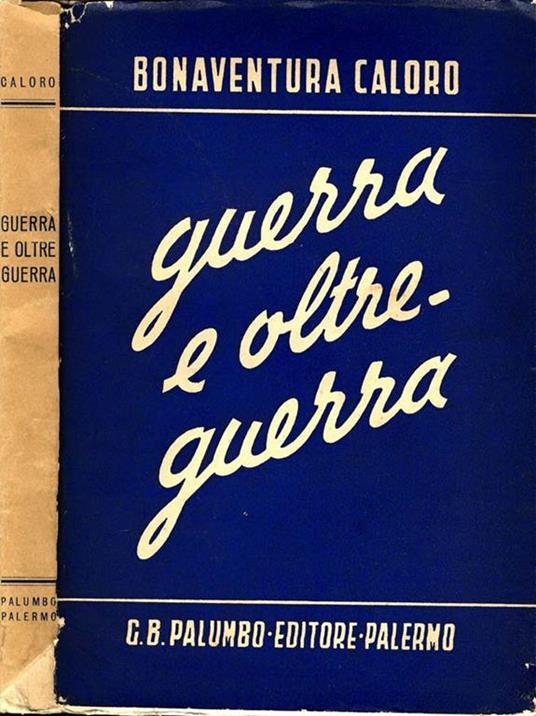 CALORO
GUERRA
E OLTRE
GUERRA
PALUMBO
PALERMO
BONAVENTURA CALORO
guerra
e oltre-
guerra
G.B. PALUMBO·EDITORE·PALERMO